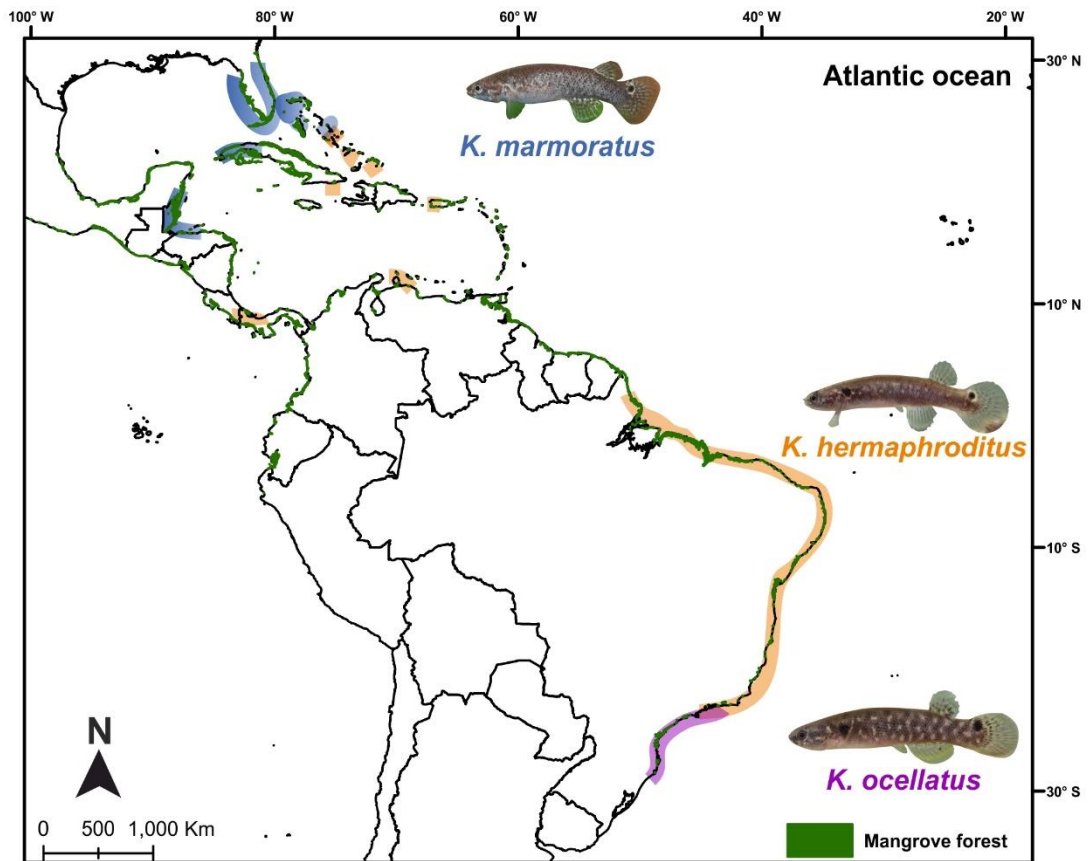 100° W 80° W 60° W 40° W 20° W
30° N
Atlantic ocean
K. marmoratus
10° N
K. hermaphroditus
10° S
K. ocellatus
30° S
N
0 500 1,000 Km
Mangrove forest